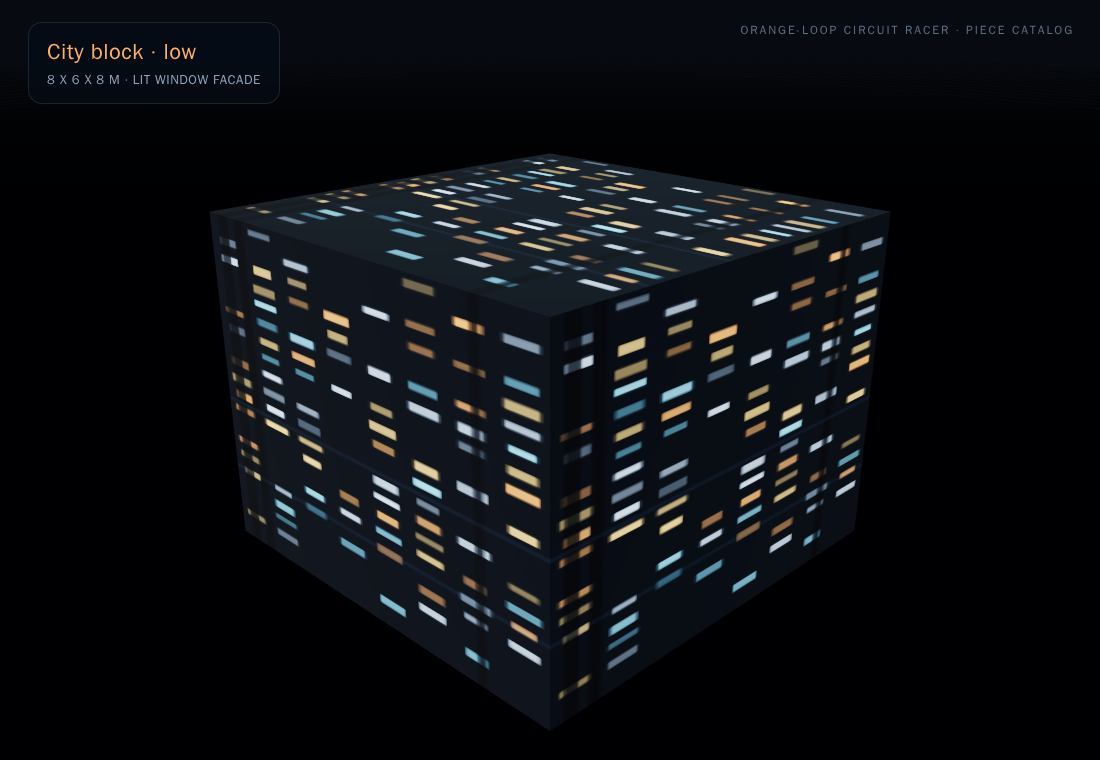 City block · low
8 X 6 X 8 M · LIT WINDOW FACADE
ORANGE-LOOP CIRCUIT RACER · PIECE CATALOG